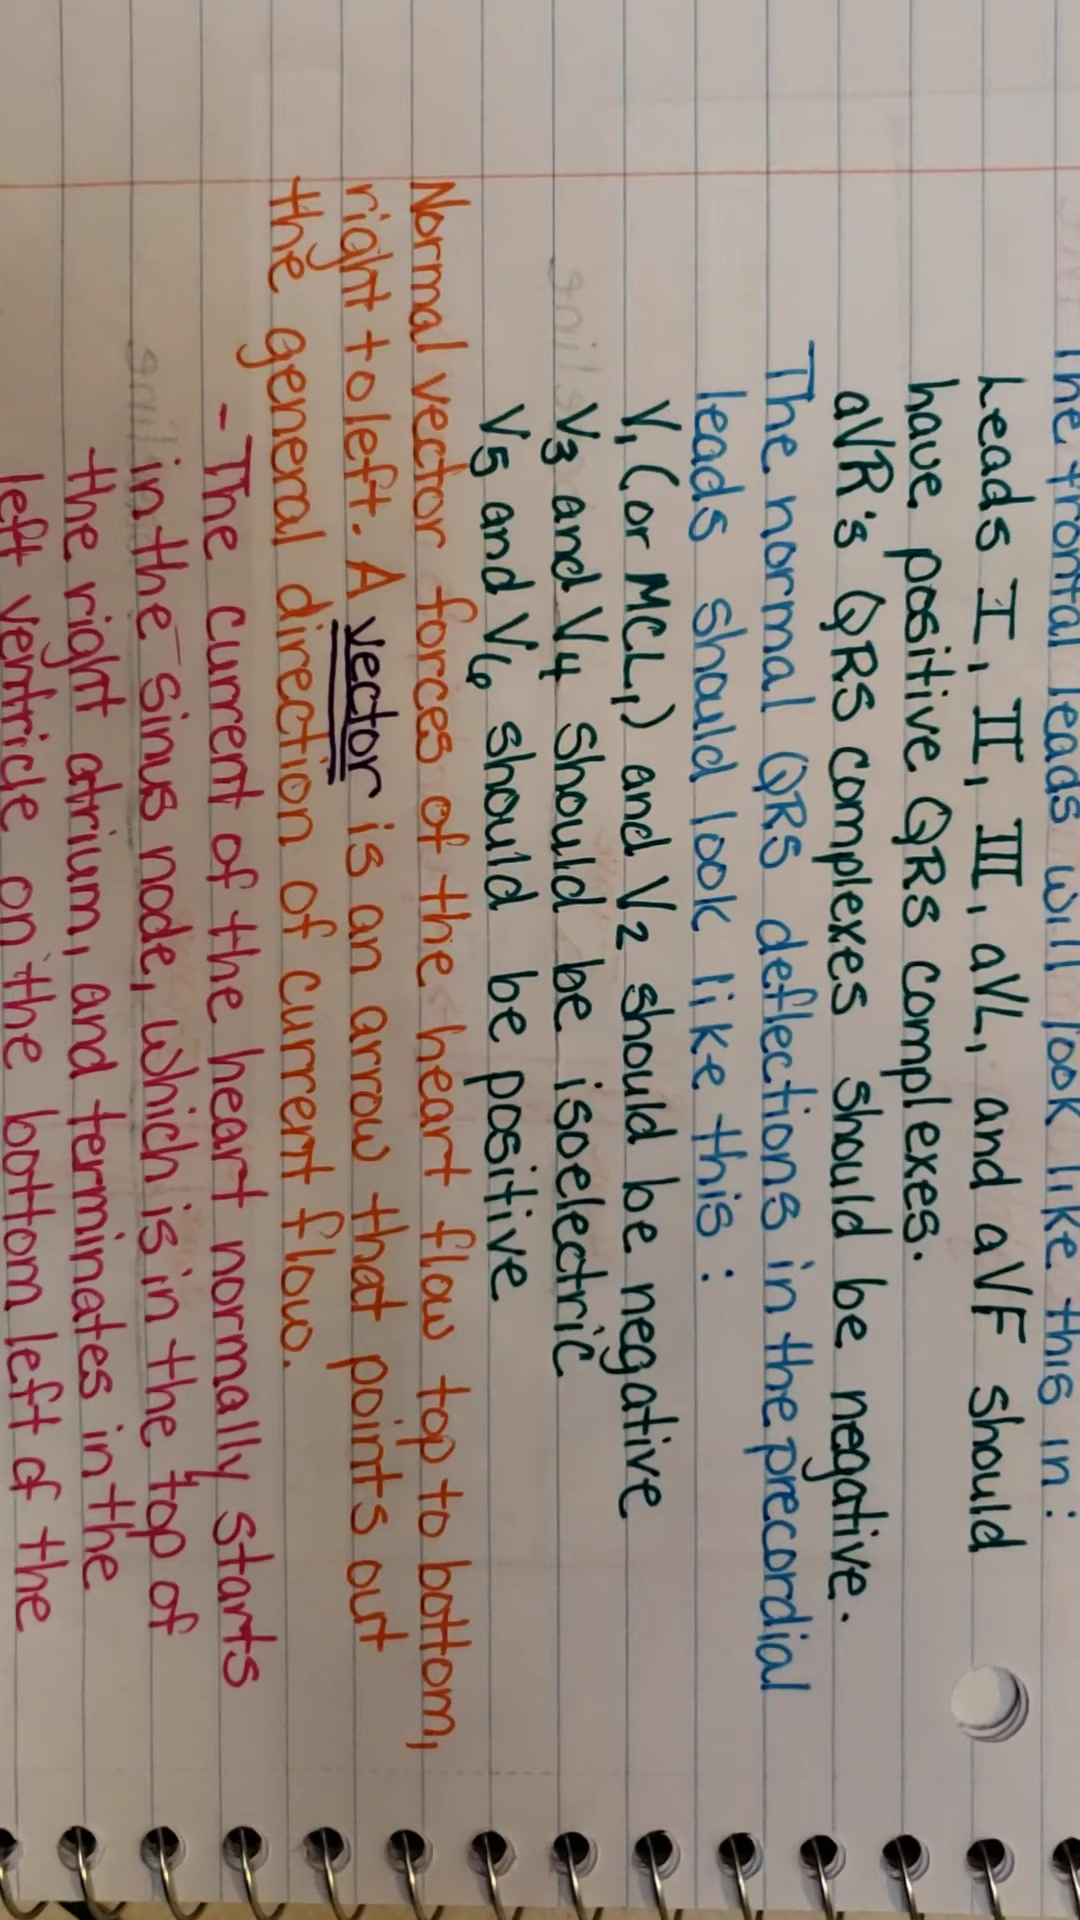 The frontal leads will look like this in:
Leads I, II, III, aVL, and aVF should
have positive QRS complexes.
aVR's QRS complexes should be negative.
The normal QRS deflections in the precordial
leads should look like this:
V1 (or MCL1) and V2 should be negative
V3 and V4 should be isoelectric
V5 and V6 should be positive
Normal vector forces of the heart flow top to bottom,
right to left. A vector is an arrow that points out
the general direction of current flow.
- The current of the heart normally starts
in the sinus node, which is in the top of
the right atrium, and terminates in the
left ventricle on the bottom left of the